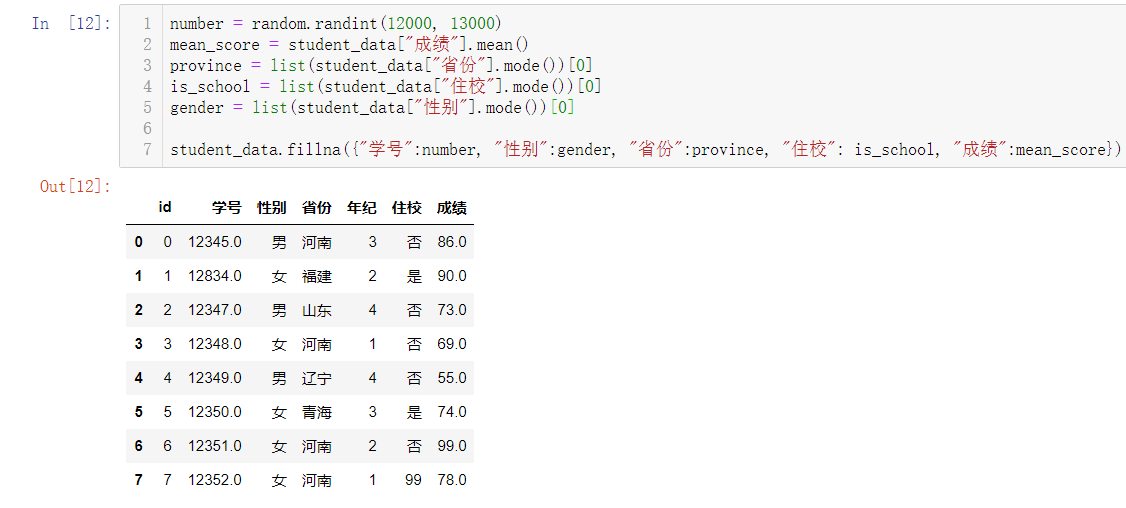 In [12]:
1 number = random.randint(12000, 13000)
2 mean_score = student_data["成绩"].mean()
3 province = list(student_data["省份"].mode())[0]
4 is_school = list(student_data["住校"].mode())[0]
5 gender = list(student_data["性别"].mode())[0]
6
7 student_data.fillna({"学号":number, "性别":gender, "省份":province, "住校": is_school, "成绩":mean_score})
Out[12]:
id 学号 性别 省份 年纪 住校 成绩
0 0 12345.0 男 河南 3 否 86.0
1 1 12834.0 女 福建 2 是 90.0
2 2 12347.0 男 山东 4 否 73.0
3 3 12348.0 女 河南 1 否 69.0
4 4 12349.0 男 辽宁 4 否 55.0
5 5 12350.0 女 青海 3 是 74.0
6 6 12351.0 女 河南 2 否 99.0
7 7 12352.0 女 河南 1 99 78.0